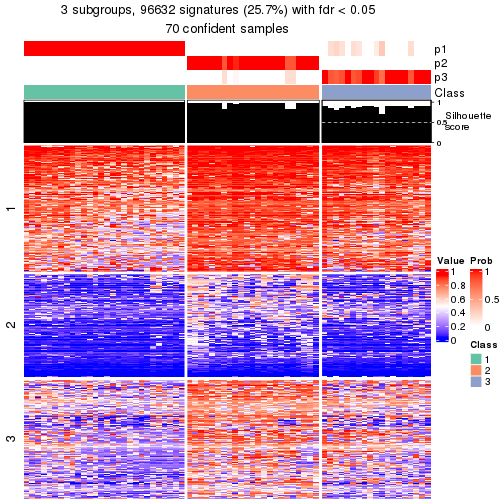 3 subgroups, 96632 signatures (25.7%) with fdr < 0.05
70 confident samples
p1
p2
p3
Class
1
0.5
0
Silhouette
score
1
2
3
Value
1
0.8
0.6
0.4
0.2
0
Prob
1
0.5
0
Class
1
2
3